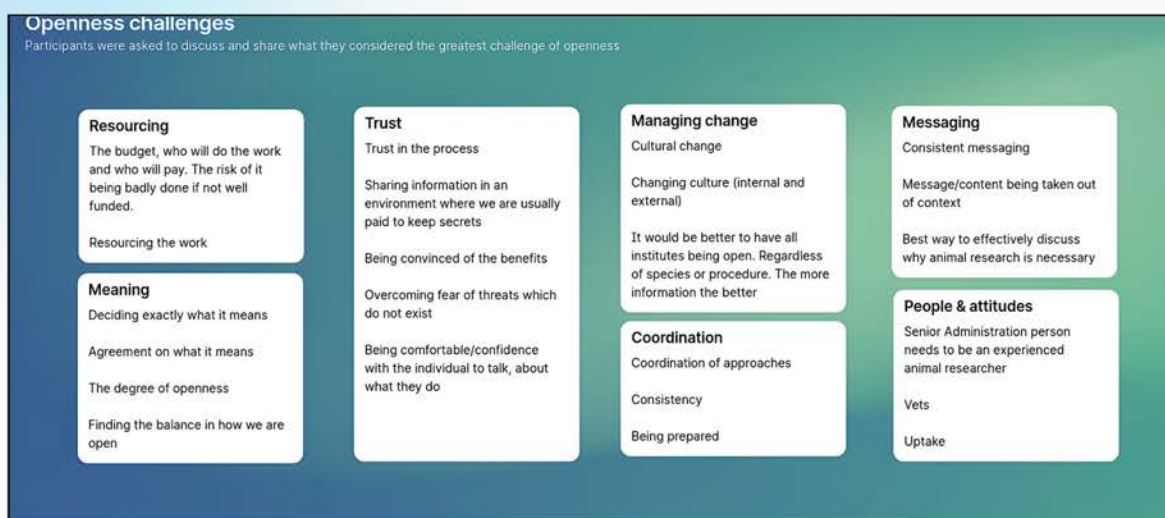 Openness challenges
Participants were asked to discuss and share what they considered the greatest challenge of openness
Resourcing
The budget, who will do the work
and who will pay. The risk of it
being badly done if not well
funded.
Resourcing the work
Meaning
Deciding exactly what it means
Agreement on what it means
The degree of openness
Finding the balance in how we are
open
Trust
Trust in the process
Sharing information in an
environment where we are usually
paid to keep secrets
Being convinced of the benefits
Overcoming fear of threats which
do not exist
Being comfortable/confidence
with the individual to talk, about
what they do
Managing change
Cultural change
Changing culture (internal and
external)
It would be better to have all
institutes being open. Regardless
of species or procedure. The more
information the better
Coordination
Coordination of approaches
Consistency
Being prepared
Messaging
Consistent messaging
Message/content being taken out
of context
Best way to effectively discuss
why animal research is necessary
People & attitudes
Senior Administration person
needs to be an experienced
animal researcher
Vets
Uptake